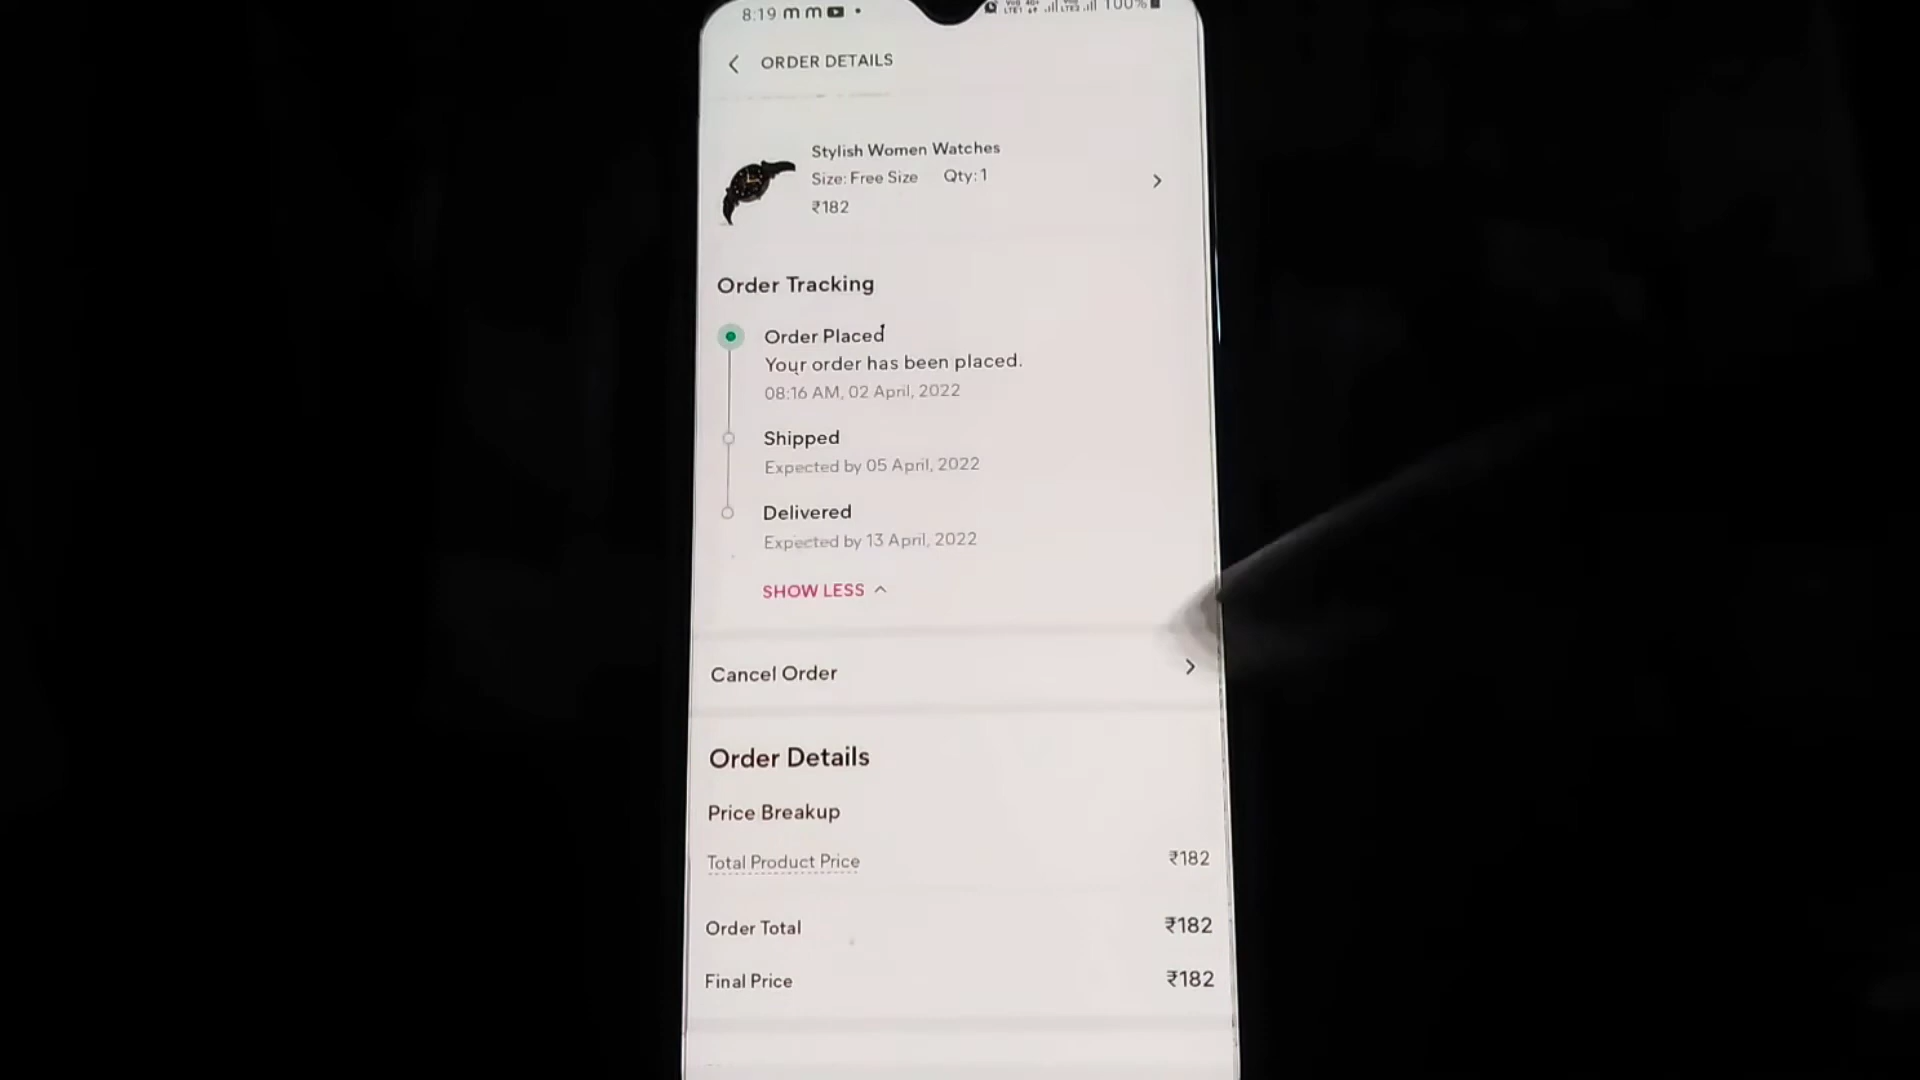 8:19 m m
100%
ORDER DETAILS
Stylish Women Watches
Size: Free Size Qty: 1
₹182
Order Tracking
Order Placed
Your order has been placed.
08:16 AM, 02 April, 2022
Shipped
Expected by 05 April, 2022
Delivered
Expected by 13 April, 2022
SHOW LESS
Cancel Order
Order Details
Price Breakup
Total Product Price ₹182
Order Total ₹182
Final Price ₹182